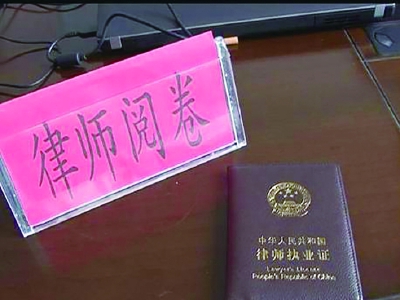 律师阅卷
中华人民共和国
律师执业证
Lawyer's License
People's Republic of China